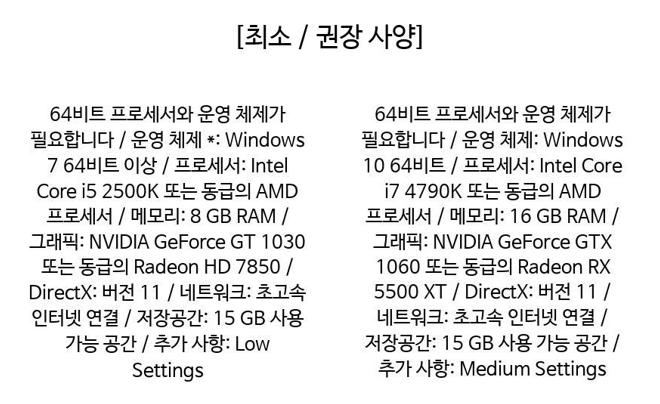 [최소 / 권장 사양]
64비트 프로세서와 운영 체제가
필요합니다 / 운영 체제 *: Windows
7 64비트 이상 / 프로세서: Intel
Core i5 2500K 또는 동급의 AMD
프로세서 / 메모리: 8 GB RAM /
그래픽: NVIDIA GeForce GT 1030
또는 동급의 Radeon HD 7850 /
DirectX: 버전 11 / 네트워크: 초고속
인터넷 연결 / 저장공간: 15 GB 사용
가능 공간 / 추가 사항: Low
Settings
64비트 프로세서와 운영 체제가
필요합니다 / 운영 체제: Windows
10 64비트 / 프로세서: Intel Core
i7 4790K 또는 동급의 AMD
프로세서 / 메모리: 16 GB RAM /
그래픽: NVIDIA GeForce GTX
1060 또는 동급의 Radeon RX
5500 XT / DirectX: 버전 11 /
네트워크: 초고속 인터넷 연결 /
저장공간: 15 GB 사용 가능 공간 /
추가 사항: Medium Settings